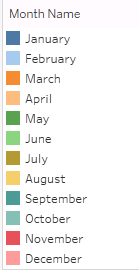 Month Name
January
February
March
April
May
June
July
August
September
October
November
December